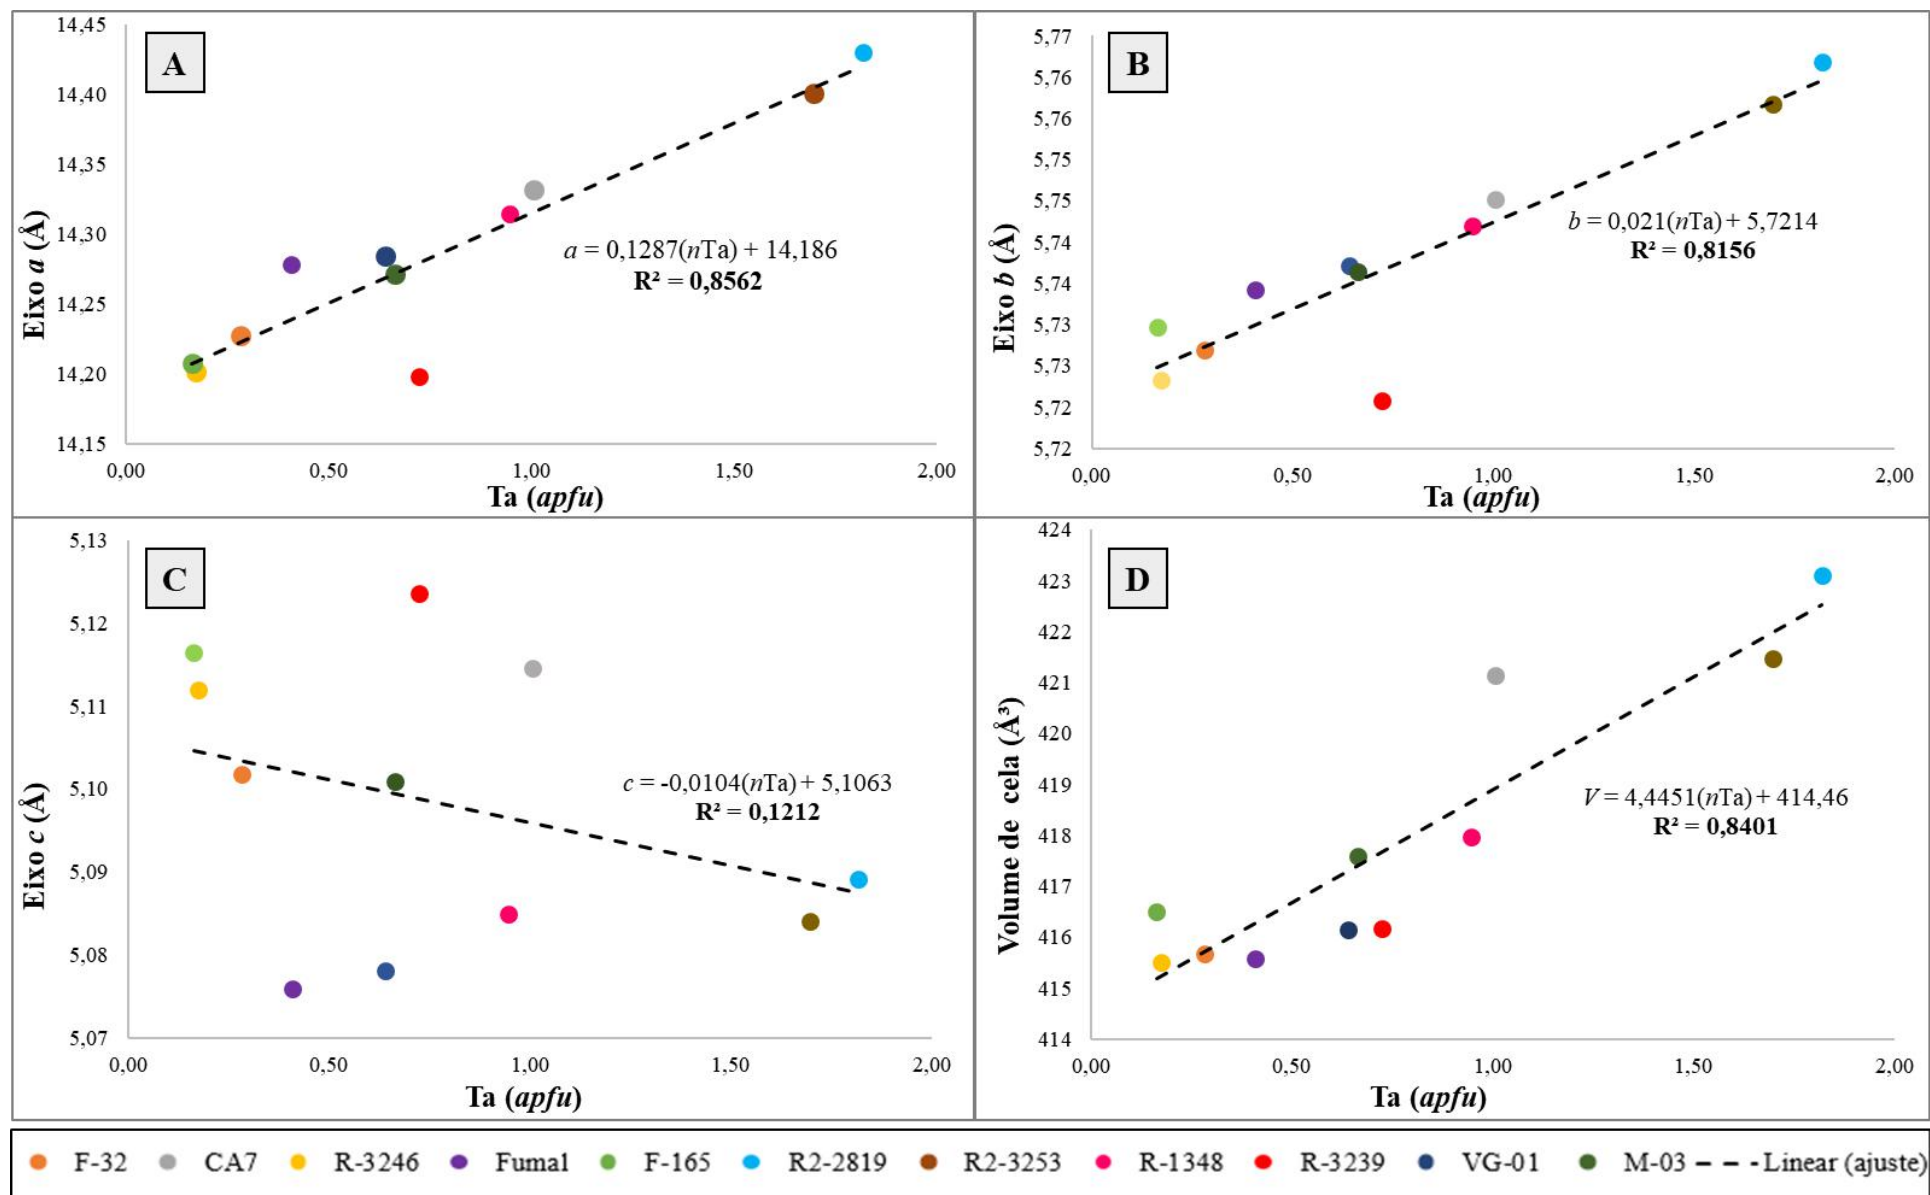 A
14,45
14,40
14,35
14,30
14,25
14,20
14,15
Eixo a (Å)
a = 0,1287(nTa) + 14,186
R² = 0,8562
0,00 0,50 1,00 1,50 2,00
Ta (apfu)
B
5,77
5,76
5,76
5,75
5,75
5,74
5,74
5,73
5,73
5,72
5,72
Eixo b (Å)
b = 0,021(nTa) + 5,7214
R² = 0,8156
0,00 0,50 1,00 1,50 2,00
Ta (apfu)
C
5,13
5,12
5,11
5,10
5,09
5,08
5,07
Eixo c (Å)
c = -0,0104(nTa) + 5,1063
R² = 0,1212
0,00 0,50 1,00 1,50 2,00
Ta (apfu)
D
424
423
422
421
420
419
418
417
416
415
414
Volume de cela (Å³)
V = 4,4451(nTa) + 414,46
R² = 0,8401
0,00 0,50 1,00 1,50 2,00
Ta (apfu)
F-32 CA7 R-3246 Fuma1 F-165 R2-2819 R2-3253 R-1348 R-3239 VG-01 M-03 Linear (ajuste)